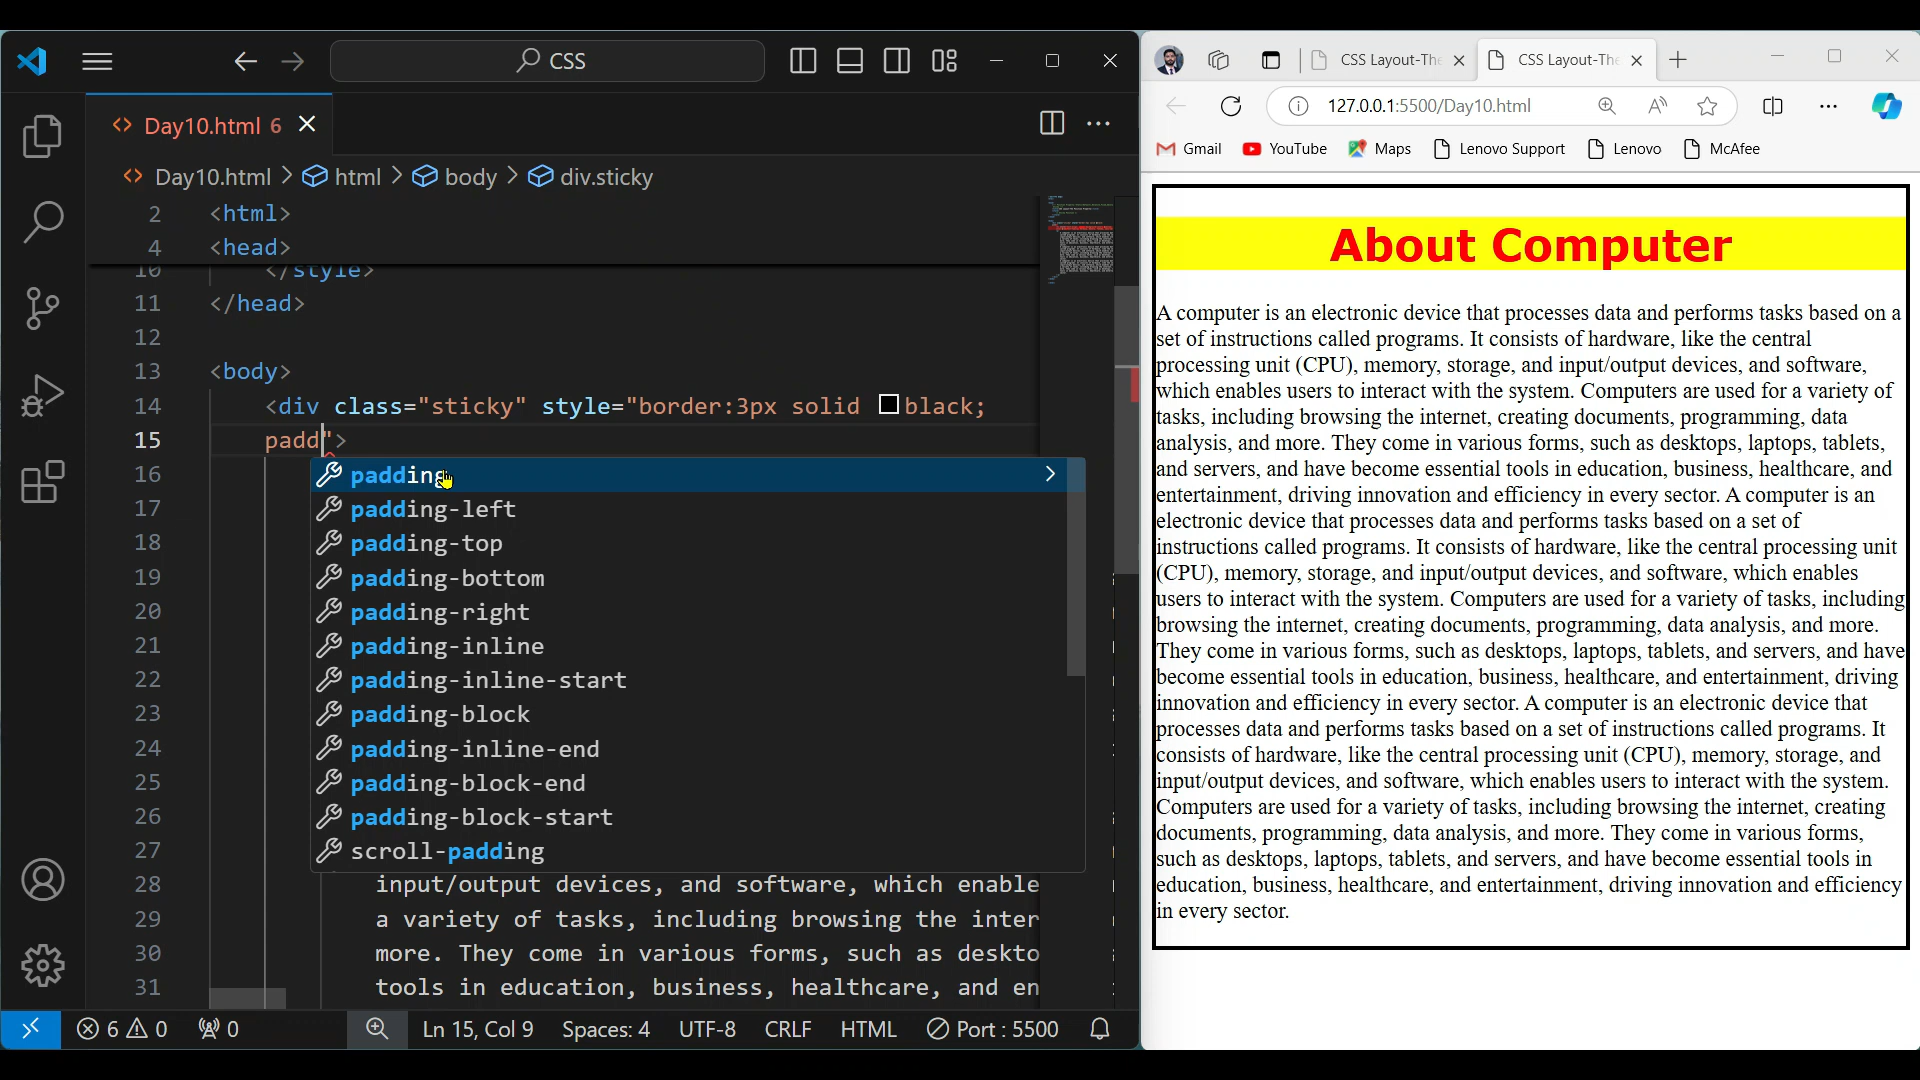 CSS
Day10.html 6
Day10.html > html > body > div.sticky
2 <html>
4 <head>
10 </style>
11 </head>
12
13 <body>
14 <div class="sticky" style="border:3px solid black;
15 padd">
16 padding
17 padding-left
18 padding-top
19 padding-bottom
20 padding-right
21 padding-inline
22 padding-inline-start
23 padding-block
24 padding-inline-end
25 padding-block-end
26 padding-block-start
27 scroll-padding
28 input/output devices, and software, which enable
29 a variety of tasks, including browsing the inter
30 more. They come in various forms, such as deskto
31 tools in education, business, healthcare, and en
6 0 0 Ln 15, Col 9 Spaces: 4 UTF-8 CRLF HTML Port : 5500
CSS Layout-The CSS Layout-The
127.0.0.1:5500/Day10.html
Gmail YouTube Maps Lenovo Support Lenovo McAfee
About Computer
A computer is an electronic device that processes data and performs tasks based on a
set of instructions called programs. It consists of hardware, like the central
processing unit (CPU), memory, storage, and input/output devices, and software,
which enables users to interact with the system. Computers are used for a variety of
tasks, including browsing the internet, creating documents, programming, data
analysis, and more. They come in various forms, such as desktops, laptops, tablets,
and servers, and have become essential tools in education, business, healthcare, and
entertainment, driving innovation and efficiency in every sector. A computer is an
electronic device that processes data and performs tasks based on a set of
instructions called programs. It consists of hardware, like the central processing unit
(CPU), memory, storage, and input/output devices, and software, which enables
users to interact with the system. Computers are used for a variety of tasks, including
browsing the internet, creating documents, programming, data analysis, and more.
They come in various forms, such as desktops, laptops, tablets, and servers, and have
become essential tools in education, business, healthcare, and entertainment, driving
innovation and efficiency in every sector. A computer is an electronic device that
processes data and performs tasks based on a set of instructions called programs. It
consists of hardware, like the central processing unit (CPU), memory, storage, and
input/output devices, and software, which enables users to interact with the system.
Computers are used for a variety of tasks, including browsing the internet, creating
documents, programming, data analysis, and more. They come in various forms,
such as desktops, laptops, tablets, and servers, and have become essential tools in
education, business, healthcare, and entertainment, driving innovation and efficiency
in every sector.